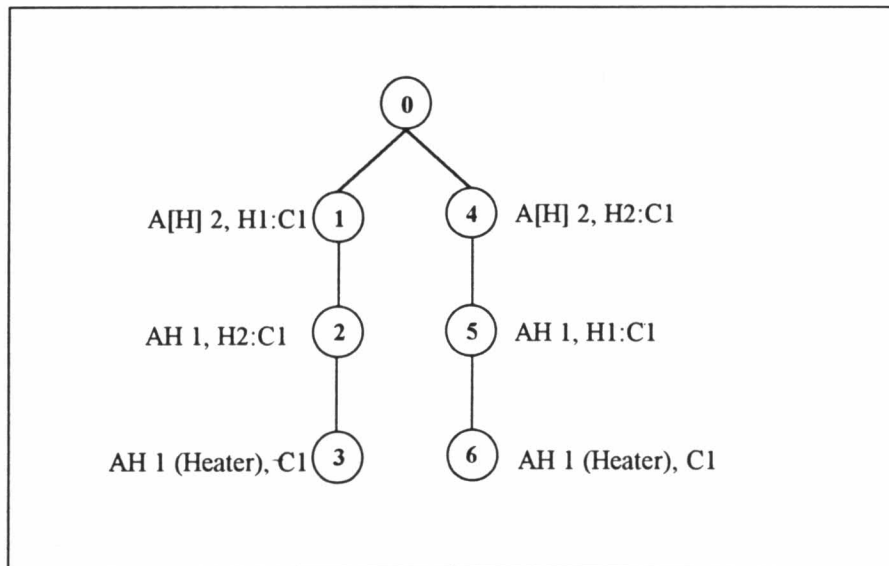 0
A[H] 2, H1:C1 1 4 A[H] 2, H2:C1
AH 1, H2:C1 2 5 AH 1, H1:C1
AH 1 (Heater), C1 3 6 AH 1 (Heater), C1